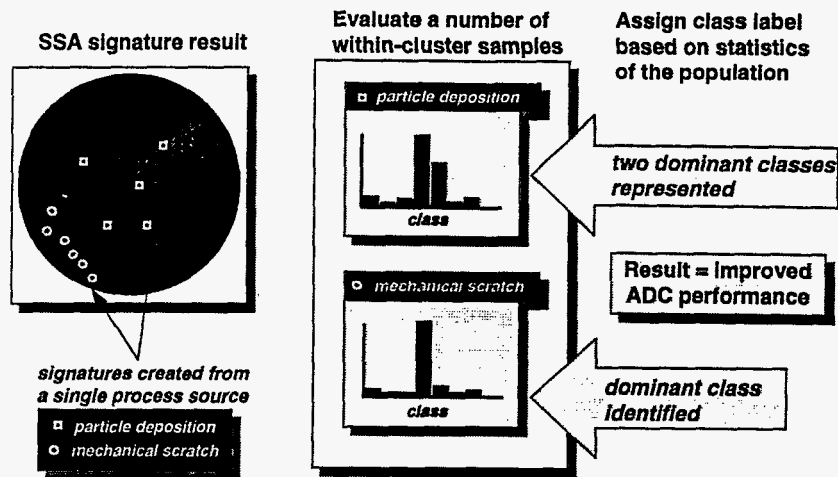 SSA signature result
signatures created from
a single process source
particle deposition
mechanical scratch
Evaluate a number of
within-cluster samples
particle deposition
class
mechanical scratch
class
Assign class label
based on statistics
of the population
two dominant classes
represented
Result = Improved
ADC performance
dominant class
identified